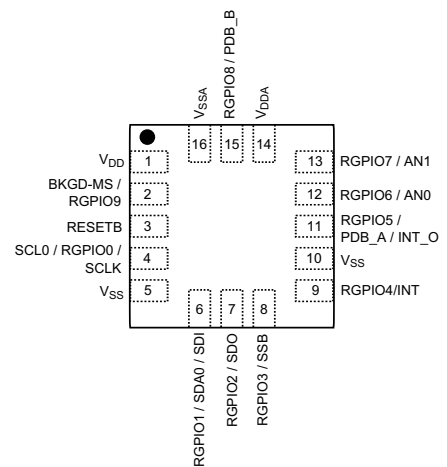 VSSA
RGPIO8 / PDB_B
VDDA
16
15
14
VDD
1
13
RGPIO7 / AN1
BKGD-MS /
RGPIO9
2
12
RGPIO6 / AN0
RESETB
3
11
RGPIO5 /
PDB_A / INT_O
SCL0 / RGPIO0 /
SCLK
4
10
VSS
VSS
5
9
RGPIO4/INT
6
7
8
RGPIO1 / SDA0 / SDI
RGPIO2 / SDO
RGPIO3 / SSB